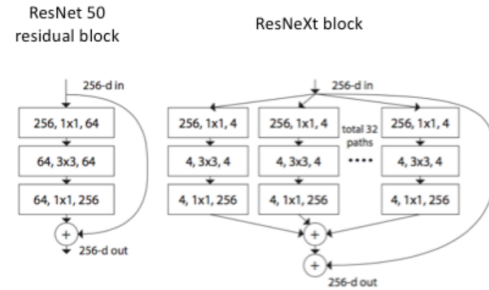 ResNet 50
residual block
ResNeXt block
256-d in
256, 1x1, 64
64, 3x3, 64
64, 1x1, 256
+
256-d out
256-d in
256, 1x1, 4
256, 1x1, 4
total 32
paths
256, 1x1, 4
4, 3x3, 4
4, 3x3, 4
....
4, 3x3, 4
4, 1x1, 256
4, 1x1, 256
4, 1x1, 256
+
+
256-d out